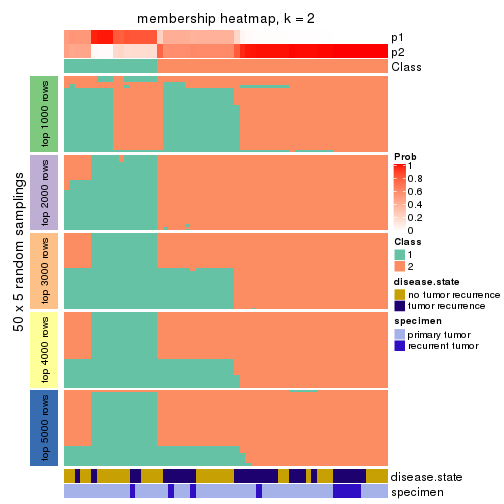 membership heatmap, k = 2
p1
p2
Class
50 x 5 random samplings
top 1000 rows
top 2000 rows
top 3000 rows
top 4000 rows
top 5000 rows
Prob
1
0.8
0.6
0.4
0.2
0
Class
1
2
disease.state
no tumor recurrence
tumor recurrence
specimen
primary tumor
recurrent tumor
disease.state
specimen